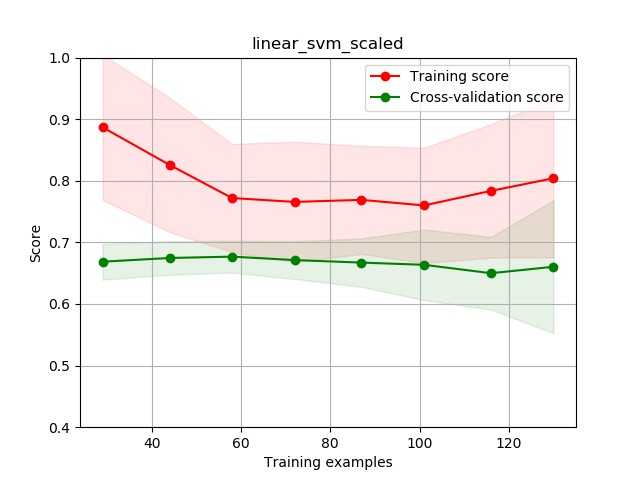 linear_svm_scaled
Training score
Cross-validation score
1.0
0.9
0.8
0.7
0.6
0.5
0.4
Score
40 60 80 100 120
Training examples